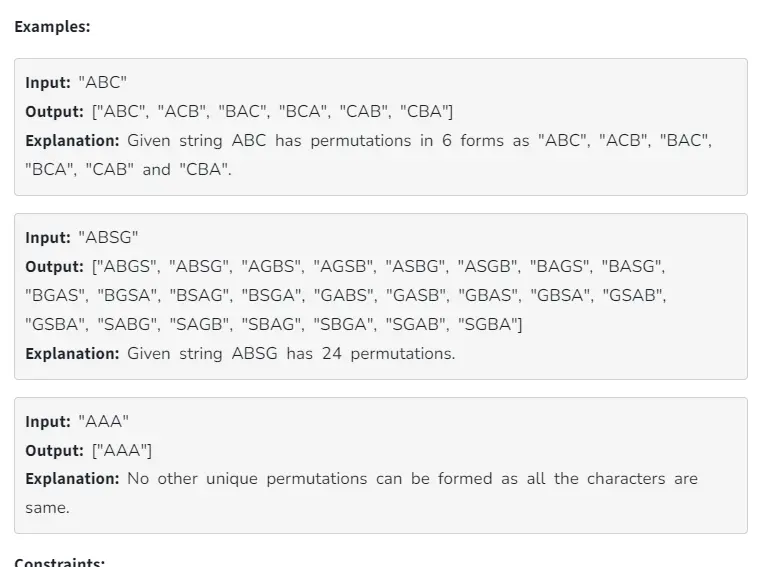 Examples:
Input: "ABC"
Output: ["ABC", "ACB", "BAC", "BCA", "CAB", "CBA"]
Explanation: Given string ABC has permutations in 6 forms as "ABC", "ACB", "BAC",
"BCA", "CAB" and "CBA".
Input: "ABSG"
Output: ["ABGS", "ABSG", "AGBS", "AGSB", "ASBG", "ASGB", "BAGS", "BASG",
"BGAS", "BGSA", "BSAG", "BSGA", "GABS", "GASB", "GBAS", "GBSA", "GSAB",
"GSBA", "SABG", "SAGB", "SBAG", "SBGA", "SGAB", "SGBA"]
Explanation: Given string ABSG has 24 permutations.
Input: "AAA"
Output: ["AAA"]
Explanation: No other unique permutations can be formed as all the characters are
same.
Constraints: